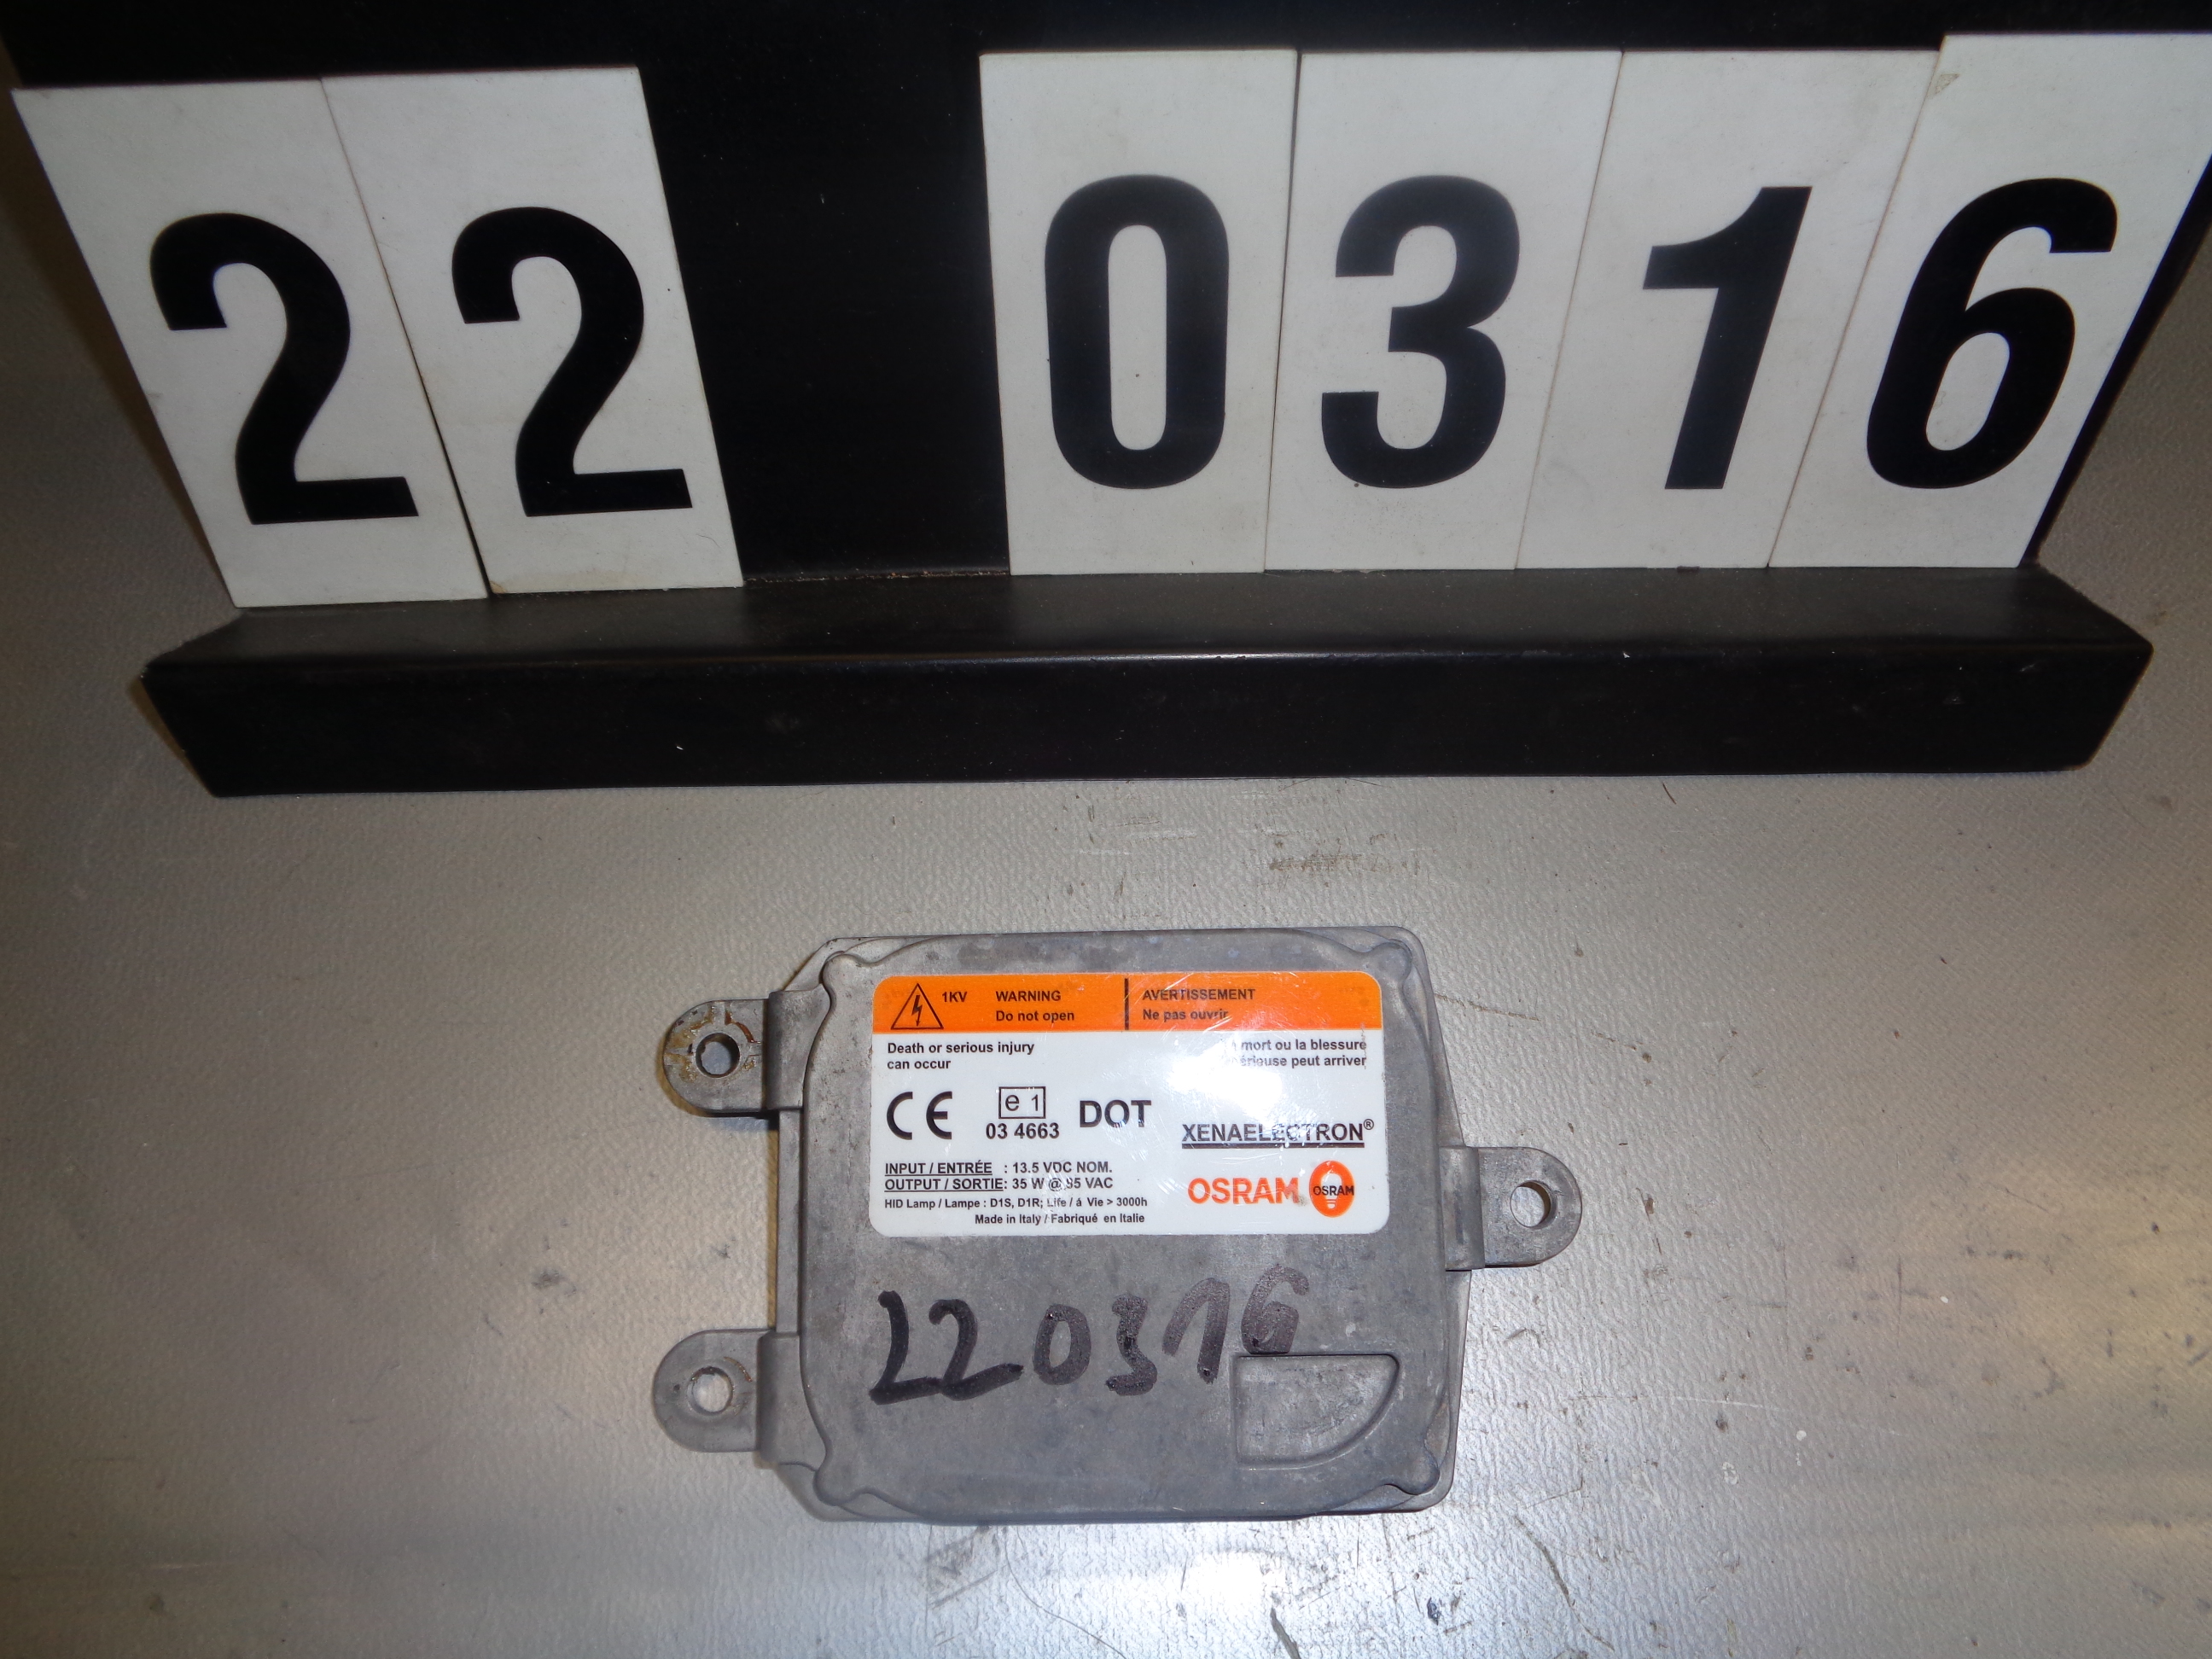 22 0316
1KV WARNING AVERTISSEMENT
Do not open Ne pas ouvrir
Death or serious injury mort ou la blessure
can occur peut arriver
CE e 1 DOT
03 4663
XENAELECTRON®
INPUT / ENTRÉE : 13.5 VDC NOM.
OUTPUT / SORTIE: 35 W @ 85 VAC
HID Lamp / Lampe : D1S, D1R; Life / á Vie > 3000h
Made in Italy / Fabriqué en Italie
OSRAM OSRAM
220316